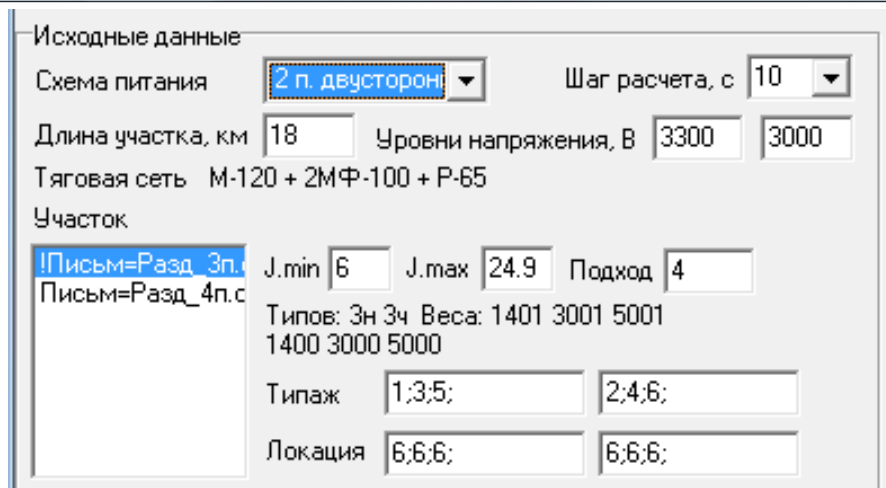 Исходные данные
Схема питания 2 п. двусторон Шаг расчета, с 10
Длина участка, км 18 Уровни напряжения, В 3300 3000
Тяговая сеть М-120 + 2МФ-100 + Р-65
Участок
!Письм=Разд_3п. J.min 6 J.max 24.9 Подход 4
Письм=Разд_4п.с
Типов: 3н 3ч Веса: 1401 3001 5001
1400 3000 5000
Типаж 1;3;5; 2;4;6;
Локация 6;6;6; 6;6;6;